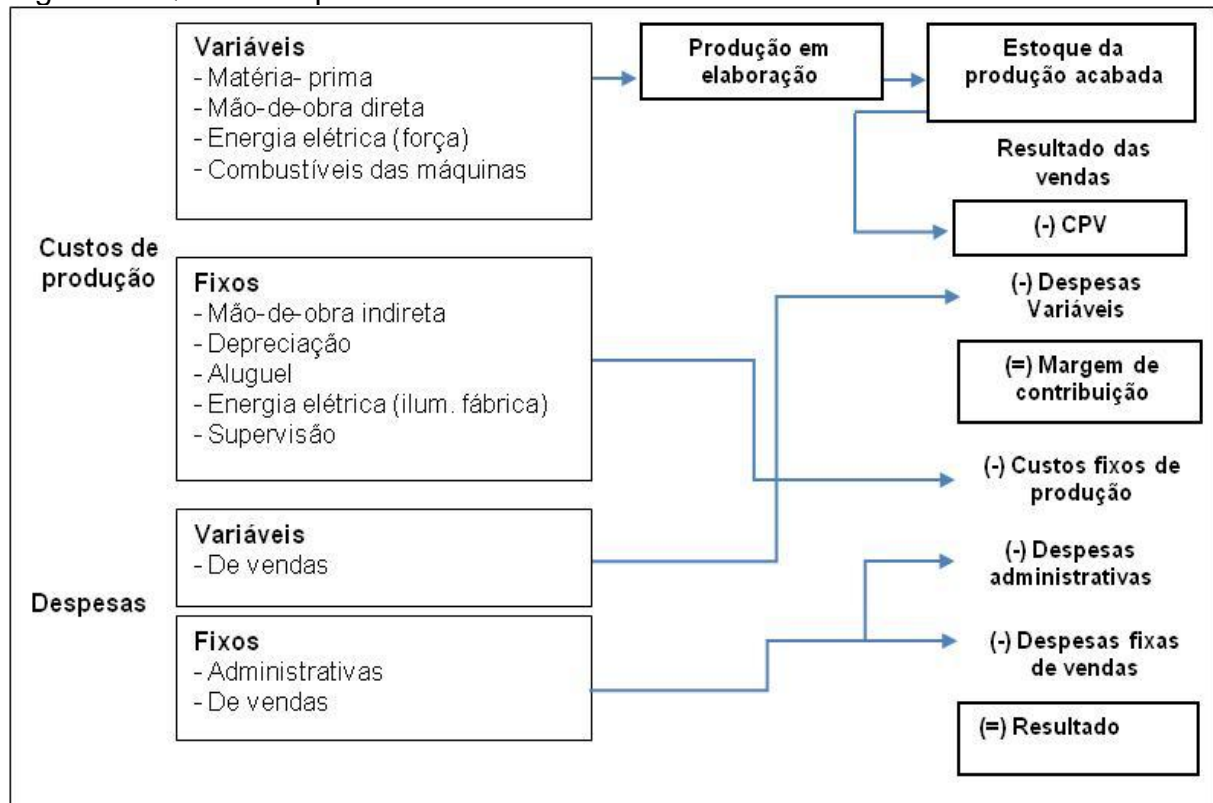 Variáveis
- Matéria- prima
- Mão-de-obra direta
- Energia elétrica (força)
- Combustíveis das máquinas
Produção em
elaboração
Estoque da
produção acabada
Resultado das
vendas
(-) CPV
Custos de
produção
Fixos
- Mão-de-obra indireta
- Depreciação
- Aluguel
- Energia elétrica (ilum. fábrica)
- Supervisão
(-) Despesas
Variáveis
(=) Margem de
contribuição
(-) Custos fixos de
produção
Despesas
Variáveis
- De vendas
Fixos
- Administrativas
- De vendas
(-) Despesas
administrativas
(-) Despesas fixas
de vendas
(=) Resultado